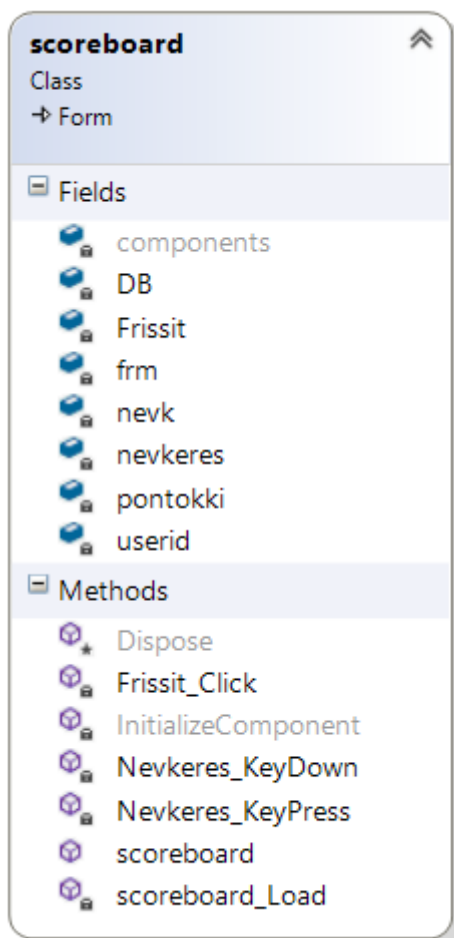 scoreboard
Class
Form
Fields
components
DB
Frissit
frm
nevk
nevkeres
pontokki
userid
Methods
Dispose
Frissit_Click
InitializeComponent
Nevkeres_KeyDown
Nevkeres_KeyPress
scoreboard
scoreboard_Load